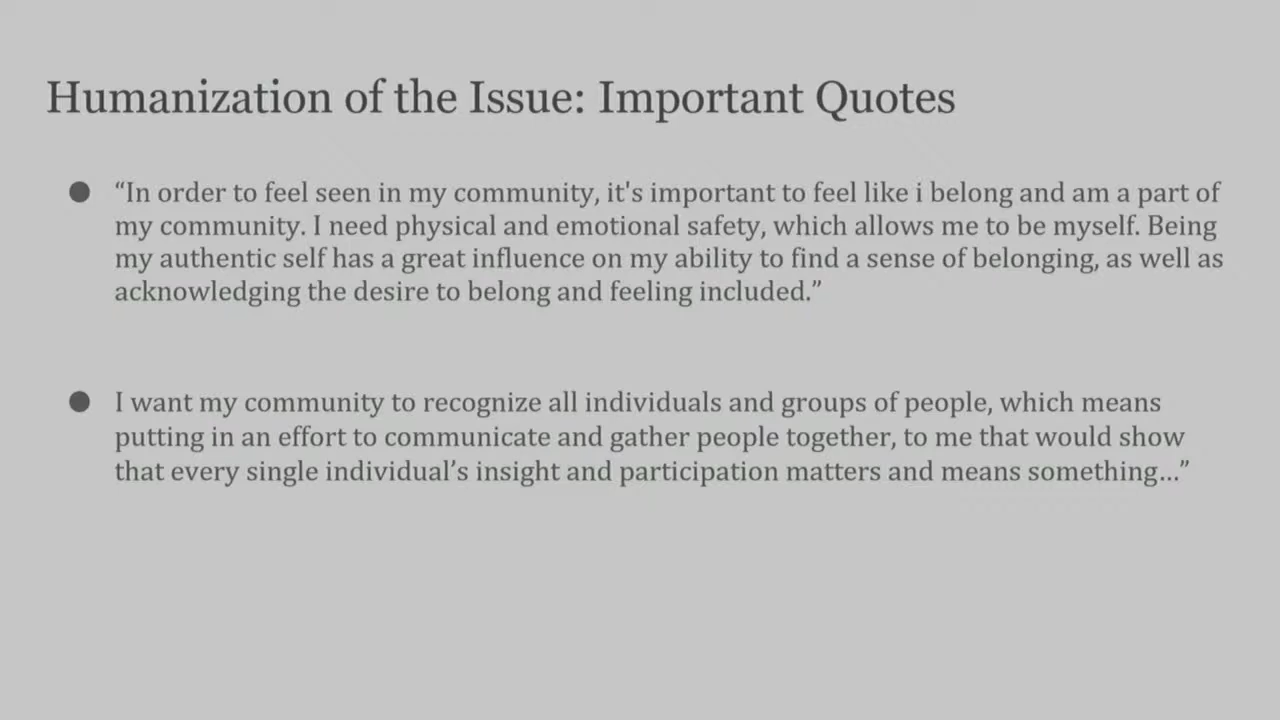 Humanization of the Issue: Important Quotes
● “In order to feel seen in my community, it's important to feel like i belong and am a part of
my community. I need physical and emotional safety, which allows me to be myself. Being
my authentic self has a great influence on my ability to find a sense of belonging, as well as
acknowledging the desire to belong and feeling included.”
● I want my community to recognize all individuals and groups of people, which means
putting in an effort to communicate and gather people together, to me that would show
that every single individual’s insight and participation matters and means something...”